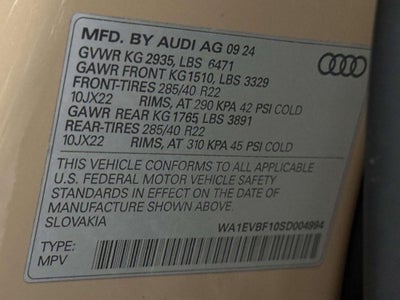 MFD. BY AUDI AG 09 24
GVWR KG 2935, LBS 6471
GAWR FRONT KG1510, LBS 3329
FRONT-TIRES 285/40 R22
10JX22 RIMS, AT 290 KPA 42 PSI COLD
GAWR REAR KG 1765 LBS 3891
REAR-TIRES 285/40 R22
10JX22 RIMS, AT 310 KPA 45 PSI COLD
THIS VEHICLE CONFORMS TO ALL APPLICABLE
U.S. FEDERAL MOTOR VEHICLE SAFETY
STANDARDS IN EFFECT ON THE DATE OF
MANUFACTURE SHOWN ABOVE.
SLOVAKIA WA1EVBF10SD004994
TYPE:
MPV